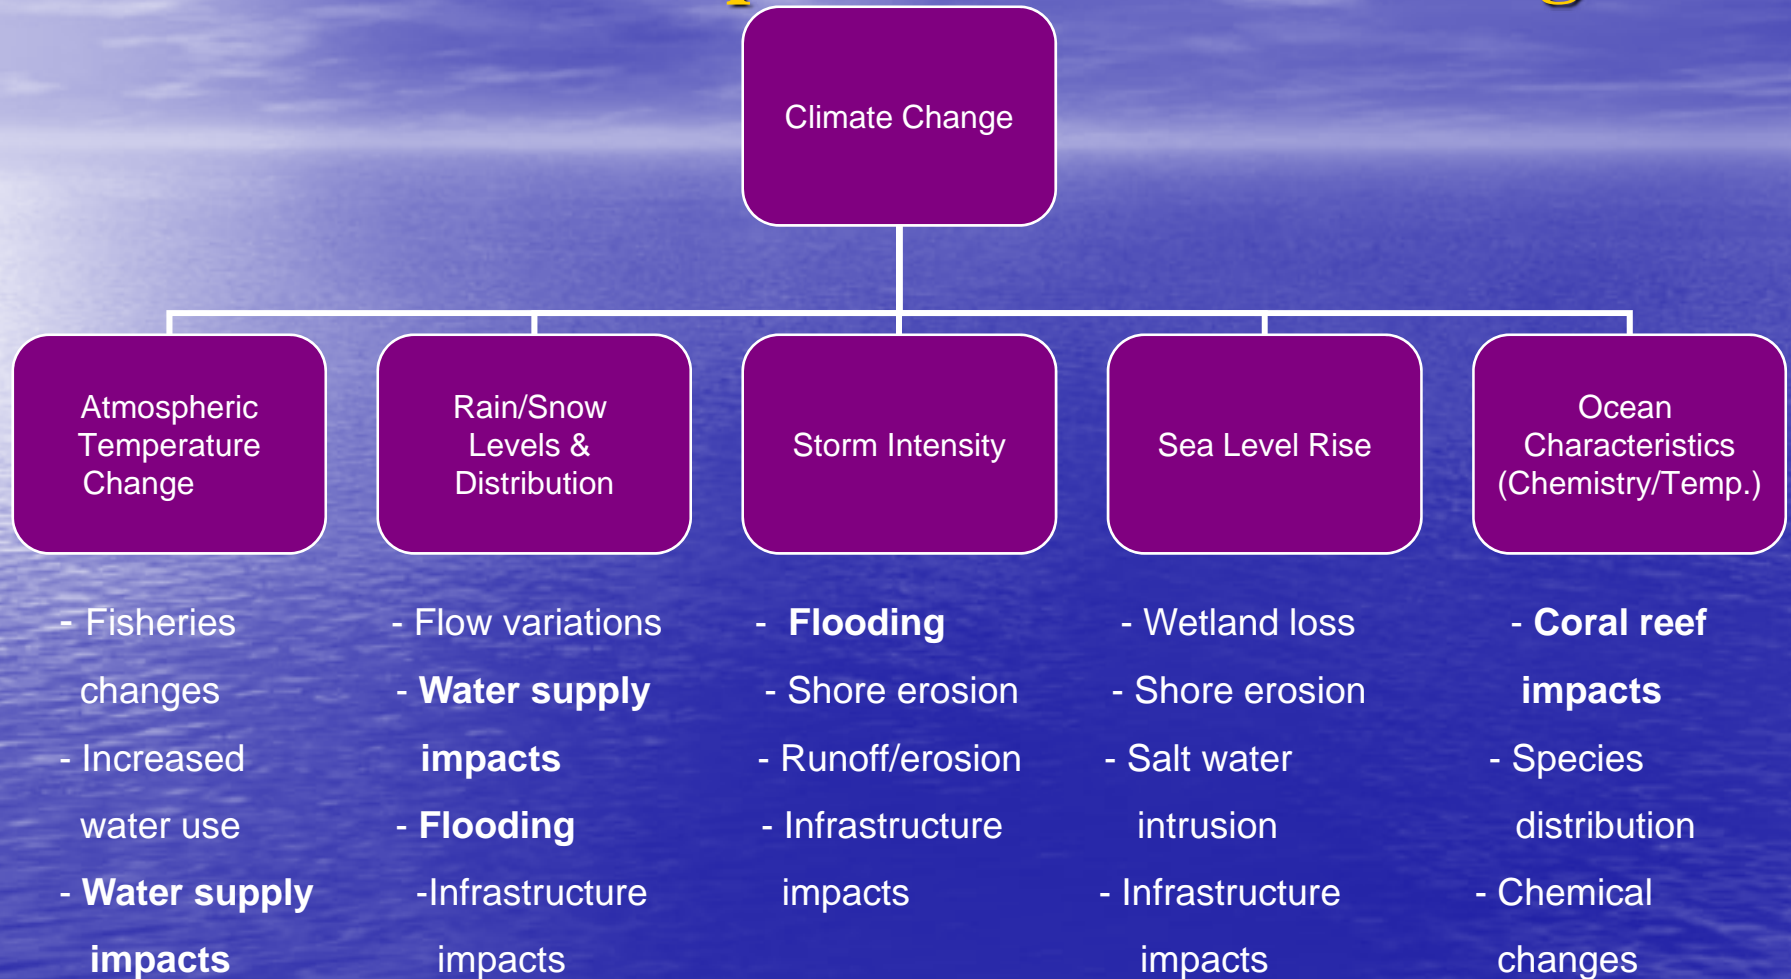 Climate Change
Atmospheric
Temperature
Change
Rain/Snow
Levels &
Distribution
Storm Intensity
Sea Level Rise
Ocean
Characteristics
(Chemistry/Temp.)
- Fisheries
changes
- Increased
water use
- Water supply
impacts
- Flow variations
- Water supply
impacts
- Flooding
-Infrastructure
impacts
- Flooding
- Shore erosion
- Runoff/erosion
- Infrastructure
impacts
- Wetland loss
- Shore erosion
- Salt water
intrusion
- Infrastructure
impacts
- Coral reef
impacts
- Species
distribution
- Chemical
changes